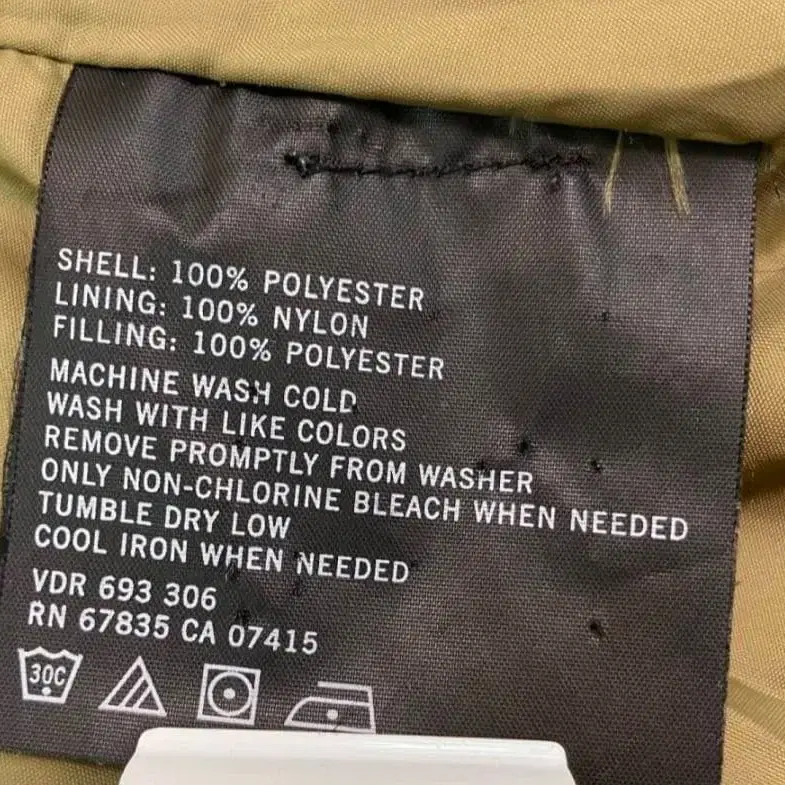 SHELL: 100% POLYESTER
LINING: 100% NYLON
FILLING: 100% POLYESTER
MACHINE WASH COLD
WASH WITH LIKE COLORS
REMOVE PROMPTLY FROM WASHER
ONLY NON-CHLORINE BLEACH WHEN NEEDED
TUMBLE DRY LOW
COOL IRON WHEN NEEDED
VDR 693 306
RN 67835 CA 07415
30C